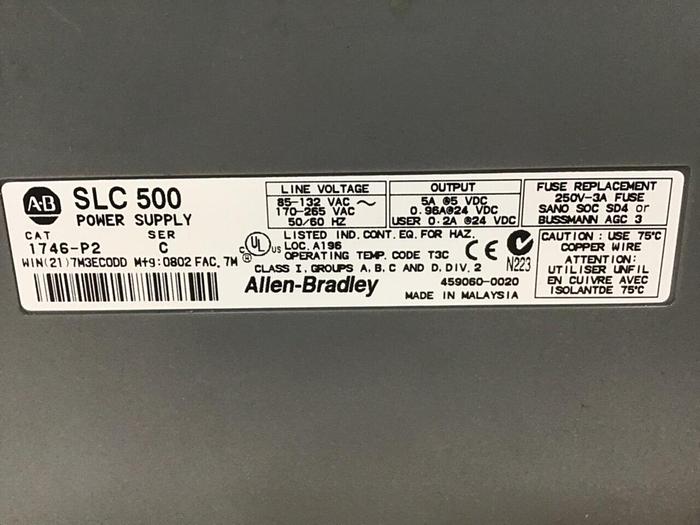 A·B SLC 500
POWER SUPPLY
CAT SER
1746-P2 C
WIN(21)7M3ECODD Mfg:0802 FAC. 7M
LINE VOLTAGE
85-132 VAC ~
170-265 VAC
50/60 HZ
OUTPUT
5A @5 VDC
0.96A@24 VDC
USER 0.2A @24 VDC
FUSE REPLACEMENT
250V-3A FUSE
SANO SOC SD4 or
BUSSMANN AGC 3
c UL us ®
LISTED IND. CONT. EQ. FOR HAZ.
LOC. A196
OPERATING TEMP. CODE T3C
CLASS I, GROUPS A, B, C AND D, DIV. 2
CE
N223
CAUTION: USE 75°C
COPPER WIRE
ATTENTION:
UTILISER UNFIL
EN CUIVRE AVEC
ISOLANTDE 75°C
Allen-Bradley
459060-0020
MADE IN MALAYSIA